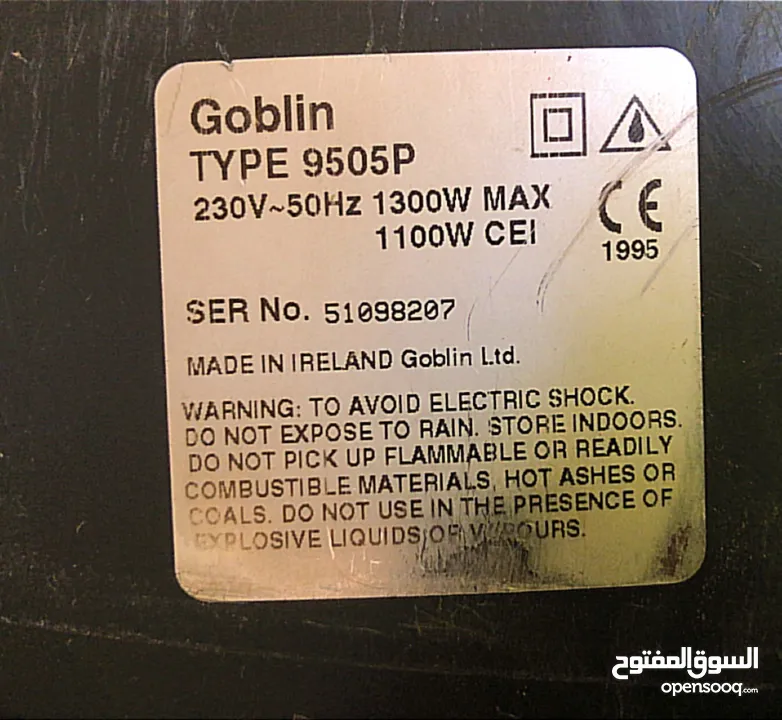 Goblin
TYPE 9505P
230V~50Hz 1300W MAX
1100W CEI
CE
1995
SER No. 51098207
MADE IN IRELAND Goblin Ltd.
WARNING: TO AVOID ELECTRIC SHOCK.
DO NOT EXPOSE TO RAIN. STORE INDOORS.
DO NOT PICK UP FLAMMABLE OR READILY
COMBUSTIBLE MATERIALS, HOT ASHES OR
COALS. DO NOT USE IN THE PRESENCE OF
EXPLOSIVE LIQUIDS OR VAPOURS.
السوق المفتوح
opensooq.com